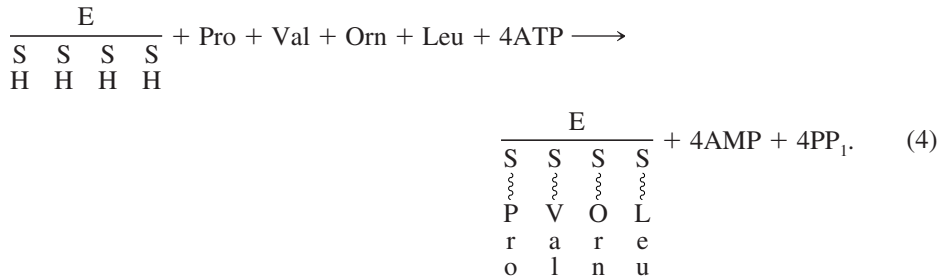 E
S S S S + Pro + Val + Orn + Leu + 4ATP ⟶
H H H H
E
S S S S + 4AMP + 4PP₁. (4)
P V O L
r a r e
o l n u